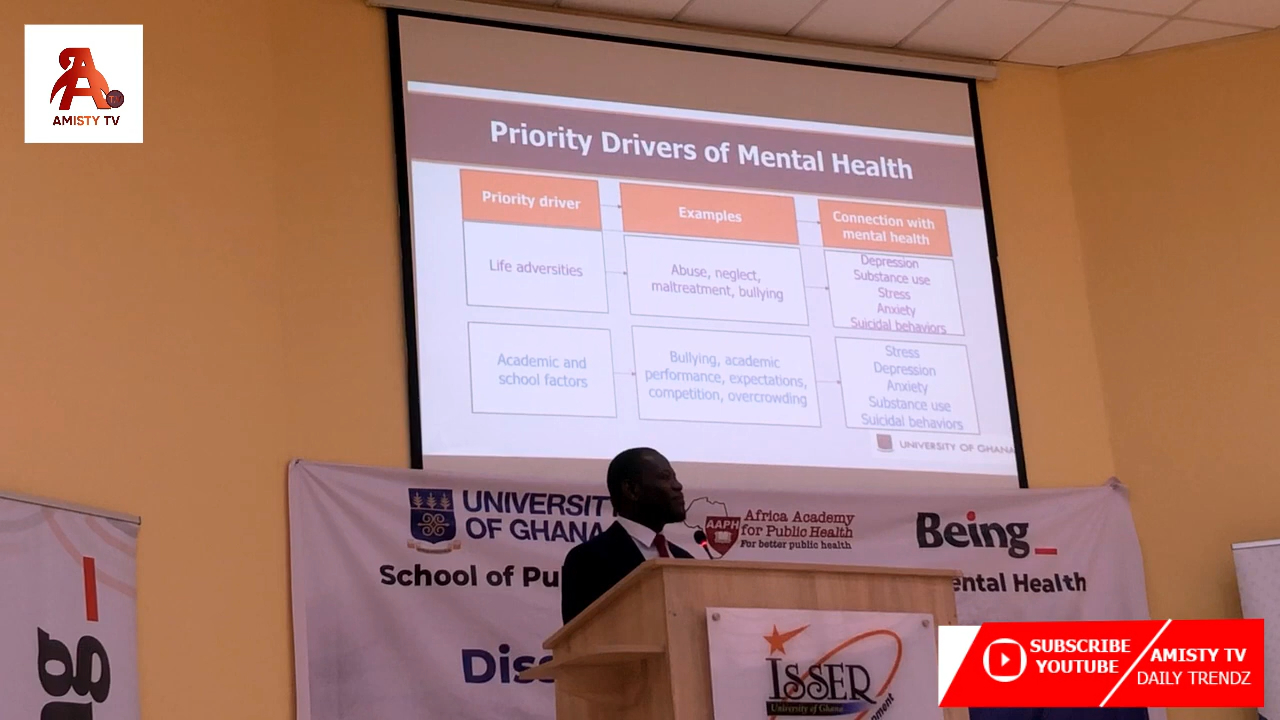 AMISTY TV
Priority Drivers of Mental Health
Priority driver
Examples
Connection with
mental health
Life adversities
Abuse, neglect,
maltreatment, bullying
Depression
Substance use
Stress
Anxiety
Suicidal behaviors
Academic and
school factors
Bullying, academic
performance, expectations,
competition, overcrowding
Stress
Depression
Anxiety
Substance use
Suicidal behaviors
UNIVERSITY OF GHANA
UNIVERSITY
OF GHANA
School of Pu
AAPH
Africa Academy
for Public Health
For better public health
Being_
ental Health
Diss
ISSER
University of Ghana
SUBSCRIBE
YOUTUBE
AMISTY TV
DAILY TRENDZ
ng_